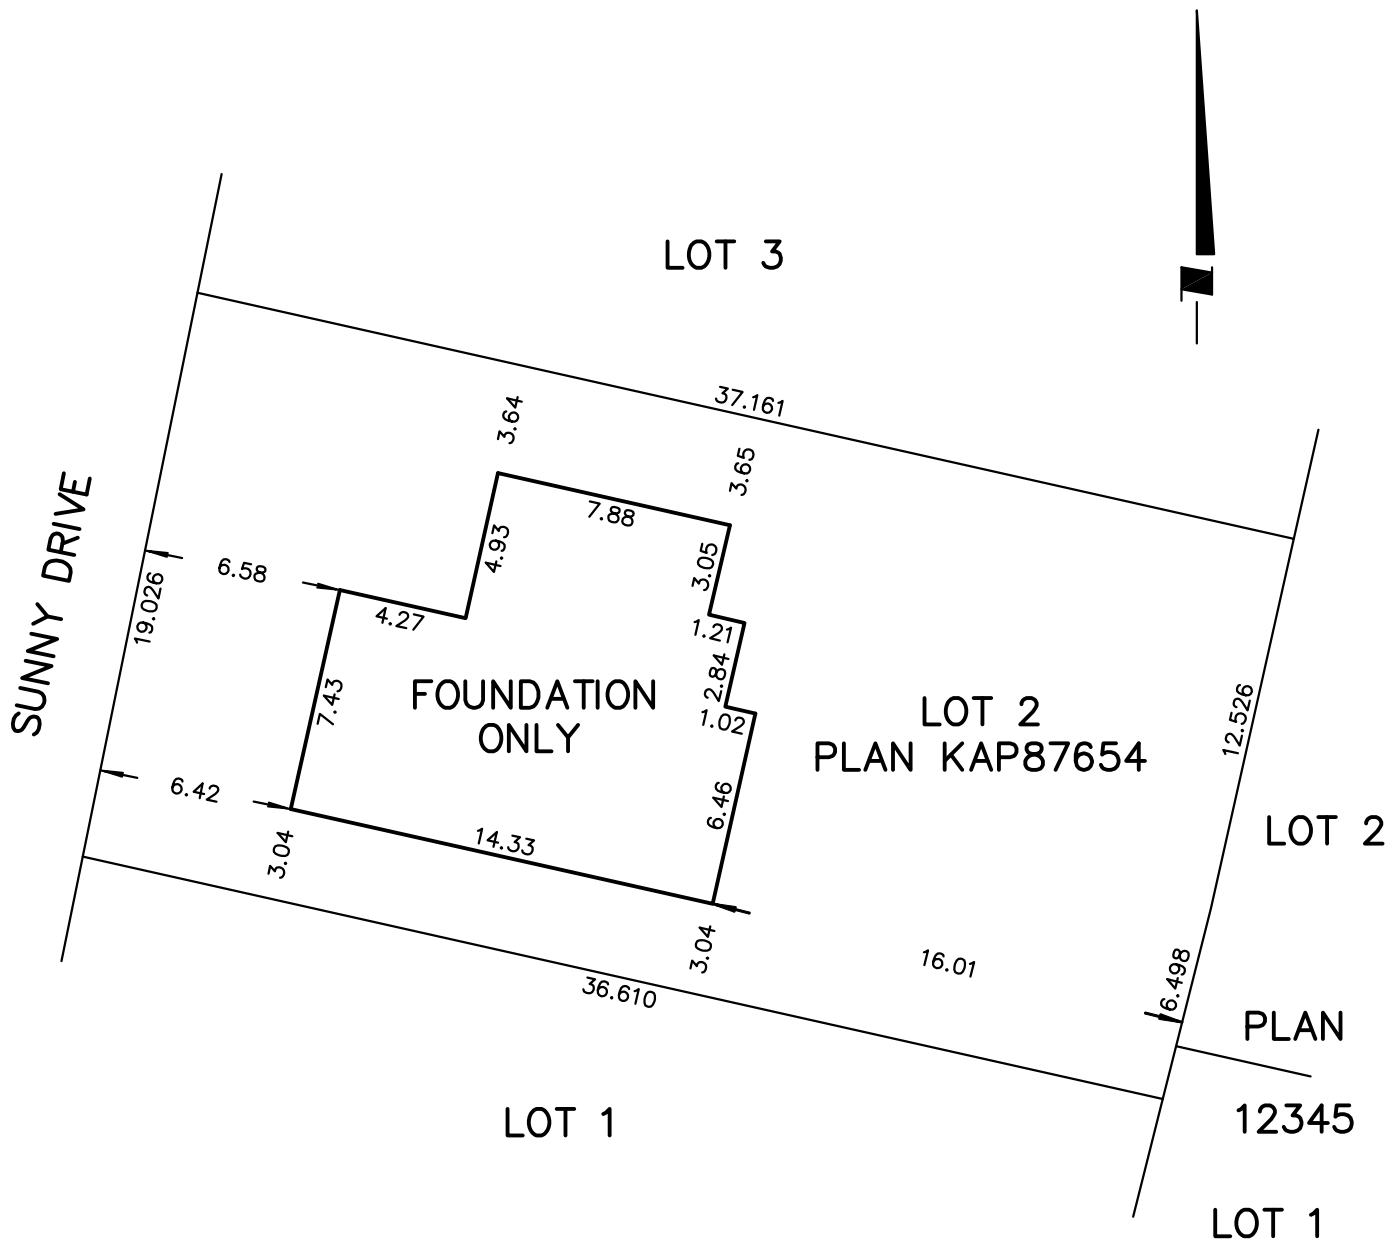 LOT 3
37.161
3.64
3.65
7.88
4.93
3.05
SUNNY DRIVE
19.026
6.58
4.27
1.21
2.84
7.43
FOUNDATION
ONLY
1.02
LOT 2
PLAN KAP87654
12.526
6.42
6.46
LOT 2
3.04
14.33
3.04
16.01
6.498
36.610
PLAN
12345
LOT 1
LOT 1